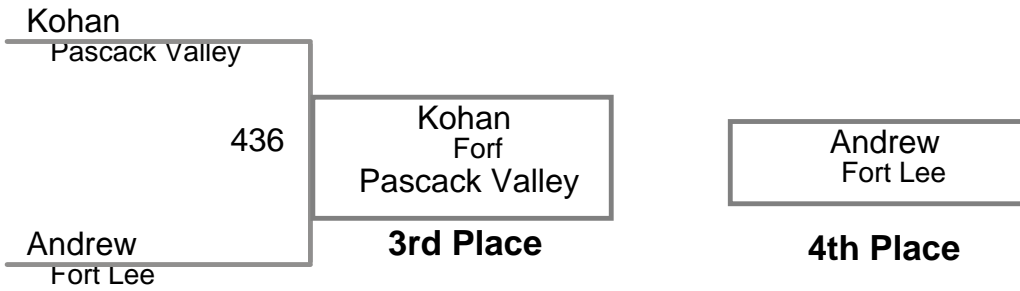 Kohan
Pascack Valley
436
Andrew
Fort Lee
Kohan
Forf
Pascack Valley
3rd Place
Andrew
Fort Lee
4th Place